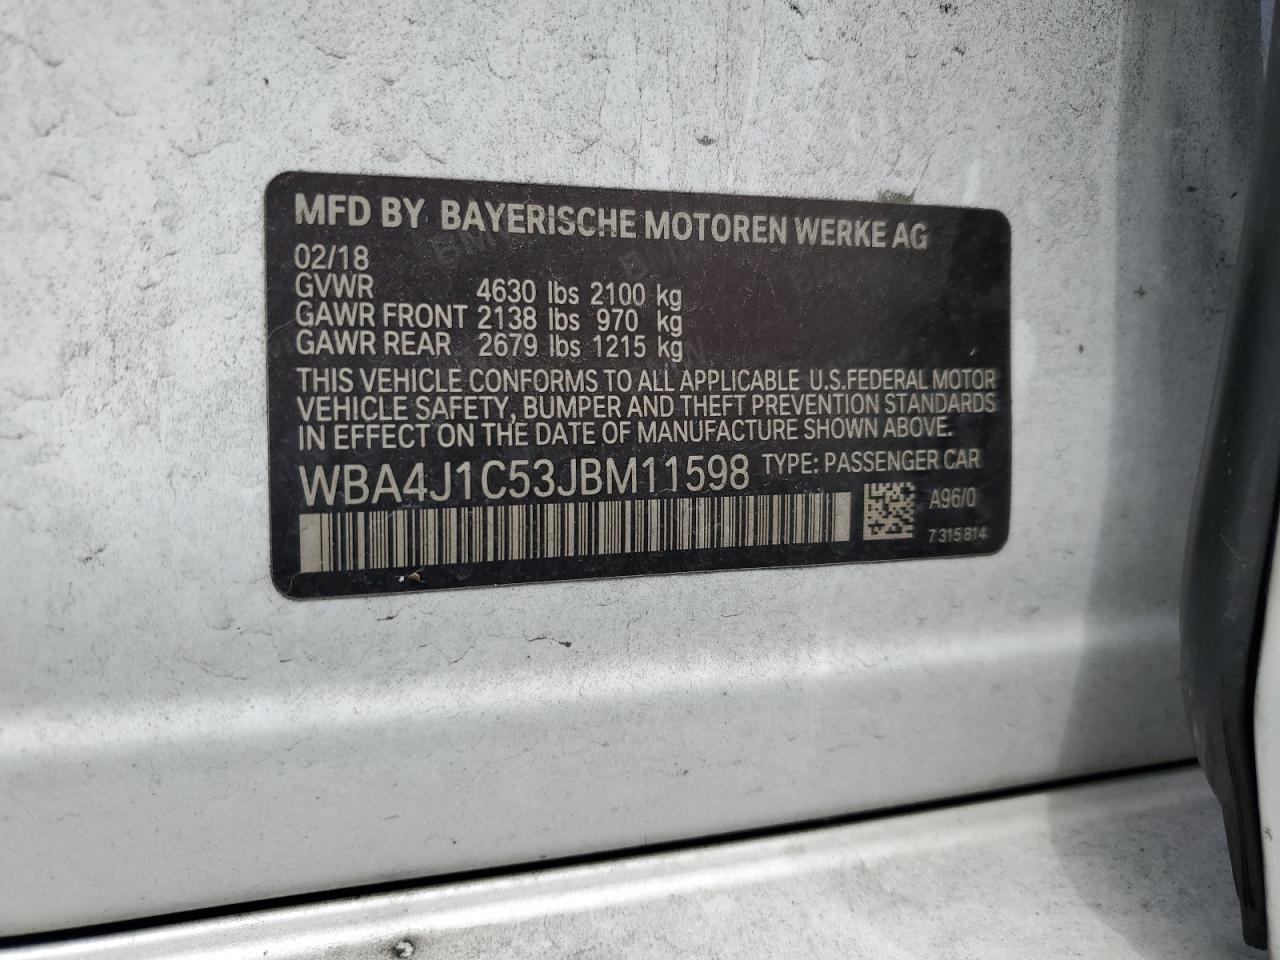 MFD BY BAYERISCHE MOTOREN WERKE AG
02/18
GVWR 4630 lbs 2100 kg
GAWR FRONT 2138 lbs 970 kg
GAWR REAR 2679 lbs 1215 kg
THIS VEHICLE CONFORMS TO ALL APPLICABLE U.S.FEDERAL MOTOR
VEHICLE SAFETY, BUMPER AND THEFT PREVENTION STANDARDS
IN EFFECT ON THE DATE OF MANUFACTURE SHOWN ABOVE.
WBA4J1C53JBM11598 TYPE: PASSENGER CAR
A96/0
7 315 814